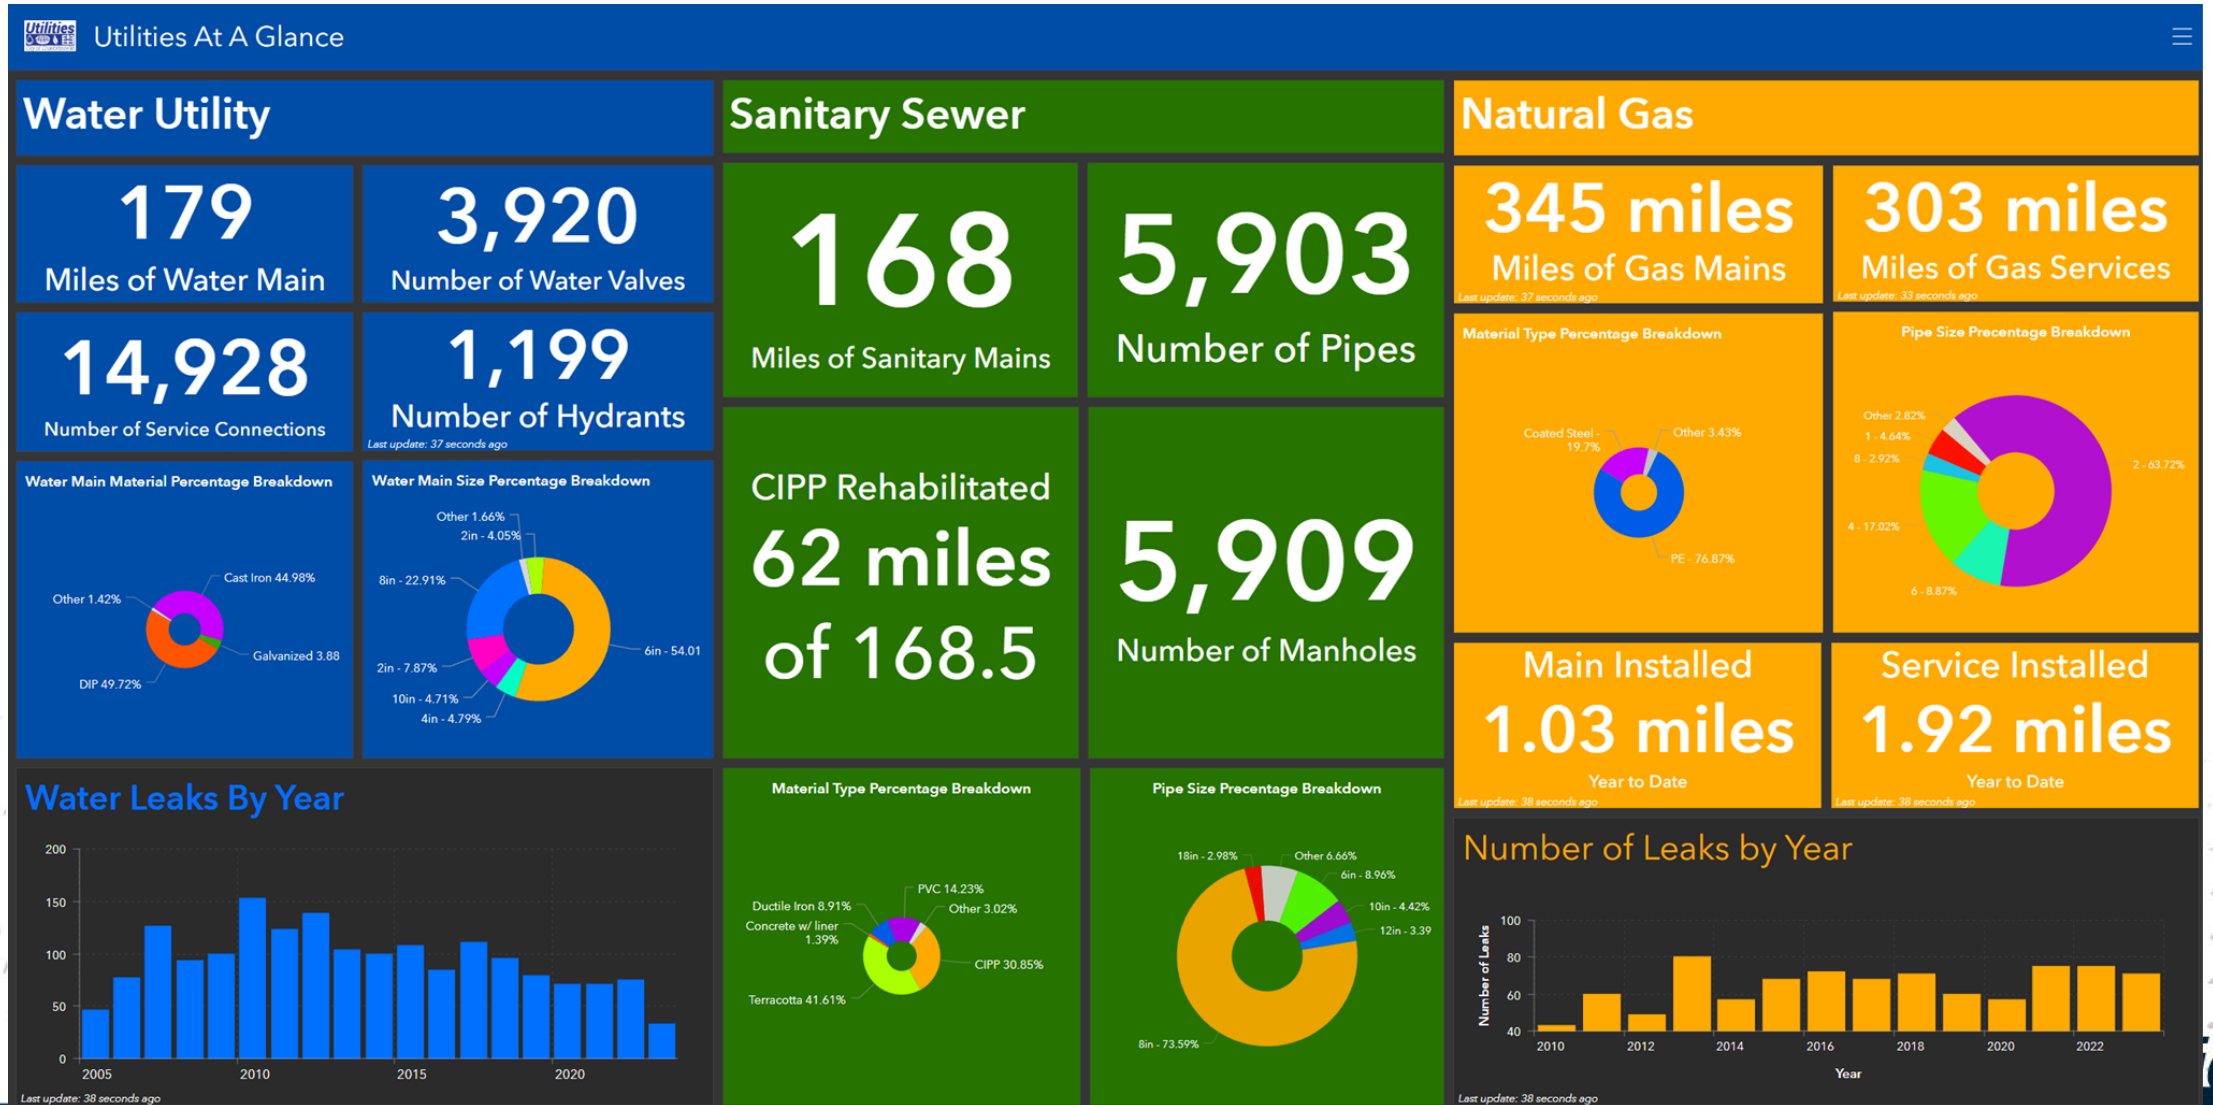 Utilities
Utilities At A Glance
Water Utility
179
Miles of Water Main
3,920
Number of Water Valves
14,928
Number of Service Connections
1,199
Number of Hydrants
Last update: 37 seconds ago
Water Main Material Percentage Breakdown
Cast Iron 44.98%
Other 1.42%
Galvanized 3.88
DIP 49.72%
Water Main Size Percentage Breakdown
Other 1.66%
2in - 4.05%
8in - 22.91%
6in - 54.01
2in - 7.87%
10in - 4.71%
4in - 4.79%
Water Leaks By Year
200
150
100
50
0
2005
2010
2015
2020
Last update: 38 seconds ago
Sanitary Sewer
168
Miles of Sanitary Mains
5,903
Number of Pipes
CIPP Rehabilitated
62 miles
of 168.5
5,909
Number of Manholes
Material Type Percentage Breakdown
PVC 14.23%
Ductile Iron 8.91%
Other 3.02%
Concrete w/ liner
1.39%
CIPP 30.85%
Terracotta 41.61%
Pipe Size Precentage Breakdown
18in - 2.98%
Other 6.66%
6in - 8.96%
10in - 4.42%
12in - 3.39
8in - 73.59%
Natural Gas
345 miles
Miles of Gas Mains
Last update: 37 seconds ago
303 miles
Miles of Gas Services
Last update: 33 seconds ago
Material Type Percentage Breakdown
Coated Steel -
19.7%
Other 3.43%
PE - 76.87%
Pipe Size Precentage Breakdown
Other 2.82%
1 - 4.64%
8 - 2.92%
2 - 63.72%
4 - 17.02%
6 - 8.87%
Main Installed
1.03 miles
Year to Date
Last update: 38 seconds ago
Service Installed
1.92 miles
Year to Date
Last update: 38 seconds ago
Number of Leaks by Year
Number of Leaks
100
80
60
40
2010
2012
2014
2016
2018
2020
2022
Year
Last update: 38 seconds ago